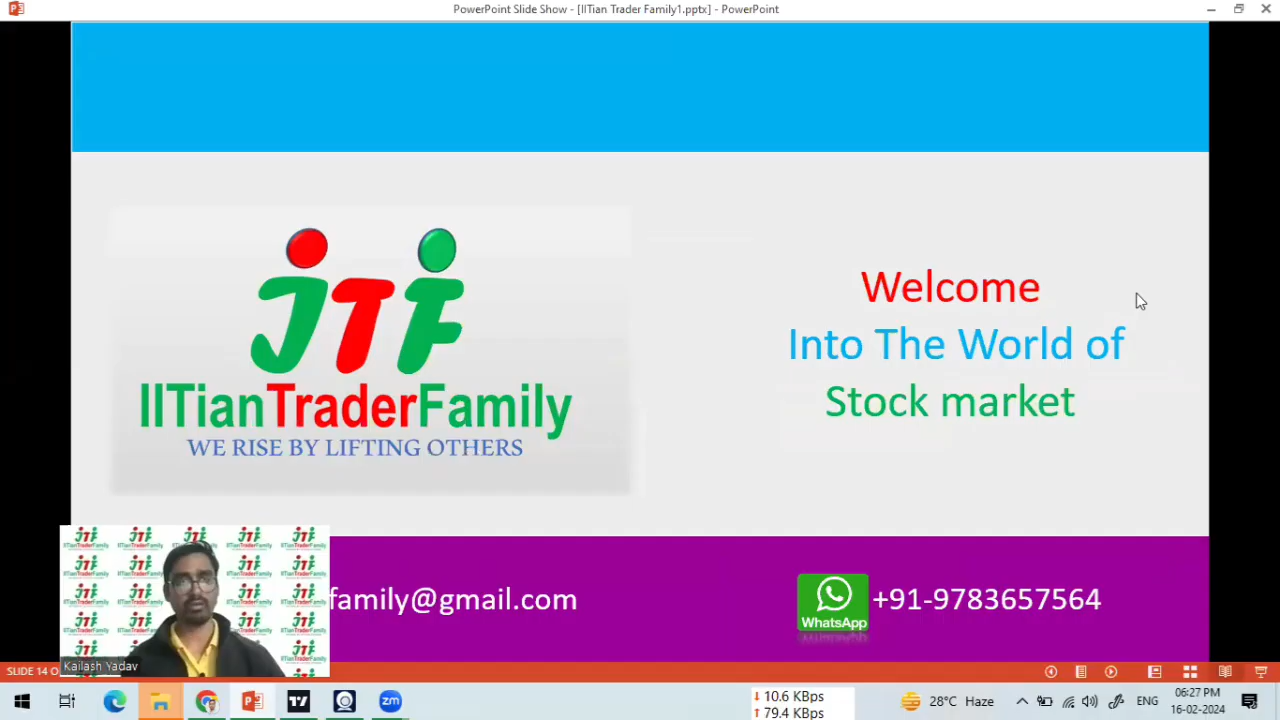 PowerPoint Slide Show - [IITian Trader Family1.pptx] - PowerPoint
JTF
IITianTraderFamily
WE RISE BY LIFTING OTHERS
Welcome
Into The World of
Stock market
family@gmail.com
WhatsApp
+91-9783657564
Kailash Yadav
SLIDE 14 O
10.6 KBps
79.4 KBps
28°C Haze
ENG
06:27 PM
16-02-2024